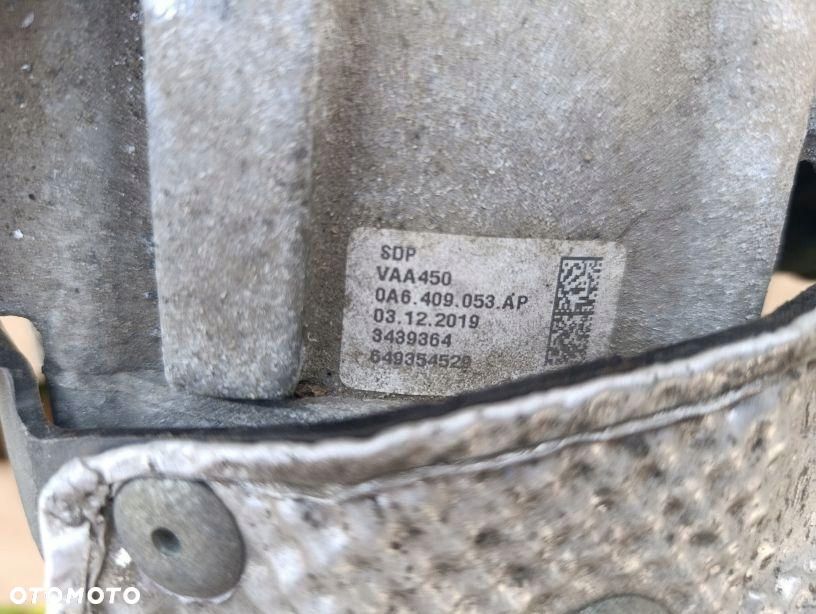 SDP
VAA450
0A6.409.053.AP
03.12.2019
3439364
649354529
OTOMOTO